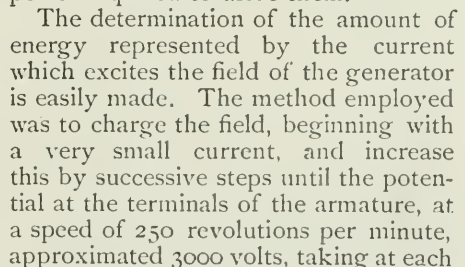 The determination of the amount of
energy represented by the current
which excites the field of the generator
is easily made. The method employed
was to charge the field, beginning with
a very small current, and increase
this by successive steps until the poten-
tial at the terminals of the armature, at
a speed of 250 revolutions per minute,
approximated 3000 volts, taking at each